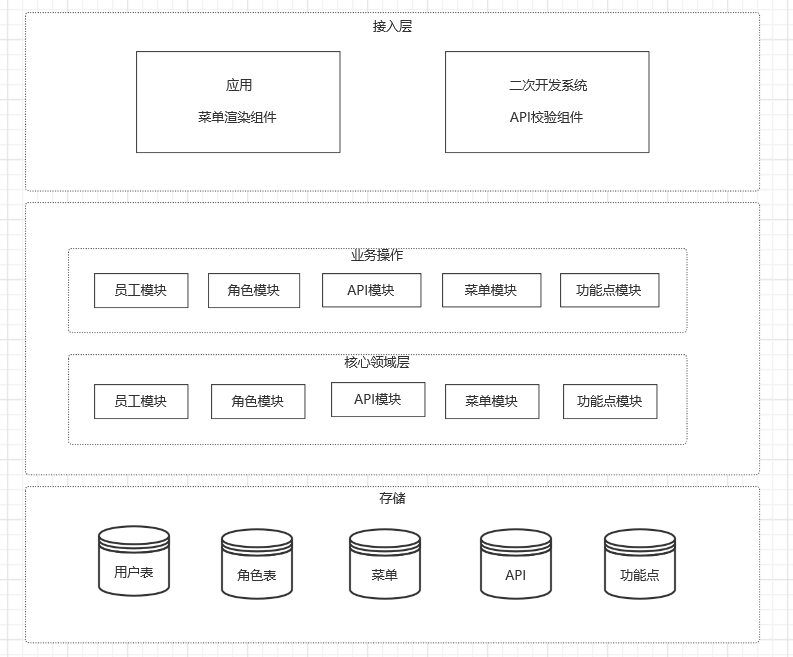 接入层
应用
菜单渲染组件
二次开发系统
API校验组件
业务操作
员工模块
角色模块
API模块
菜单模块
功能点模块
核心领域层
员工模块
角色模块
API模块
菜单模块
功能点模块
存储
用户表
角色表
菜单
API
功能点